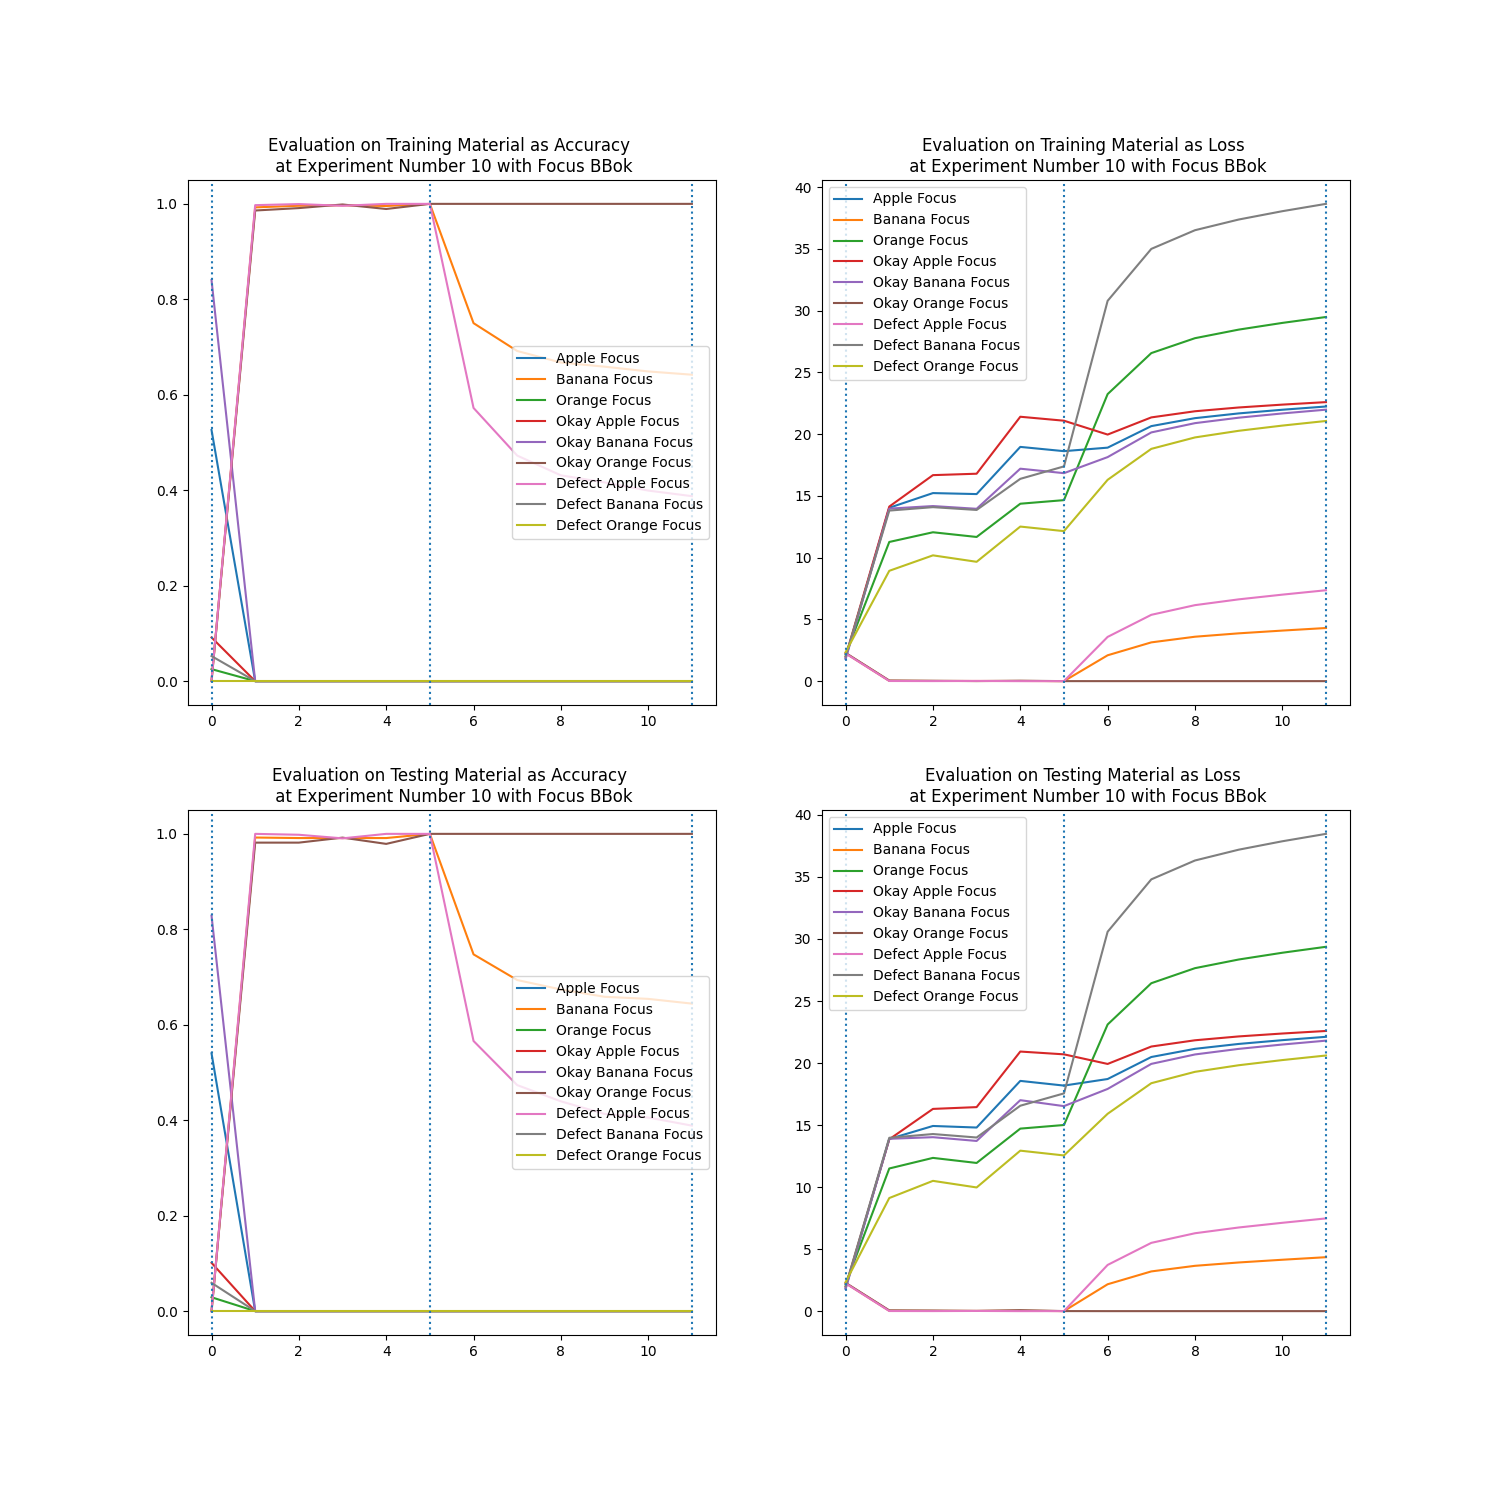 Evaluation on Training Material as Accuracy
at Experiment Number 10 with Focus BBok
1.0
0.8
0.6
0.4
0.2
0.0
0 2 4 6 8 10
Apple Focus
Banana Focus
Orange Focus
Okay Apple Focus
Okay Banana Focus
Okay Orange Focus
Defect Apple Focus
Defect Banana Focus
Defect Orange Focus
Evaluation on Training Material as Loss
at Experiment Number 10 with Focus BBok
40
35
30
25
20
15
10
5
0
0 2 4 6 8 10
Apple Focus
Banana Focus
Orange Focus
Okay Apple Focus
Okay Banana Focus
Okay Orange Focus
Defect Apple Focus
Defect Banana Focus
Defect Orange Focus
Evaluation on Testing Material as Accuracy
at Experiment Number 10 with Focus BBok
1.0
0.8
0.6
0.4
0.2
0.0
0 2 4 6 8 10
Apple Focus
Banana Focus
Orange Focus
Okay Apple Focus
Okay Banana Focus
Okay Orange Focus
Defect Apple Focus
Defect Banana Focus
Defect Orange Focus
Evaluation on Testing Material as Loss
at Experiment Number 10 with Focus BBok
40
35
30
25
20
15
10
5
0
0 2 4 6 8 10
Apple Focus
Banana Focus
Orange Focus
Okay Apple Focus
Okay Banana Focus
Okay Orange Focus
Defect Apple Focus
Defect Banana Focus
Defect Orange Focus